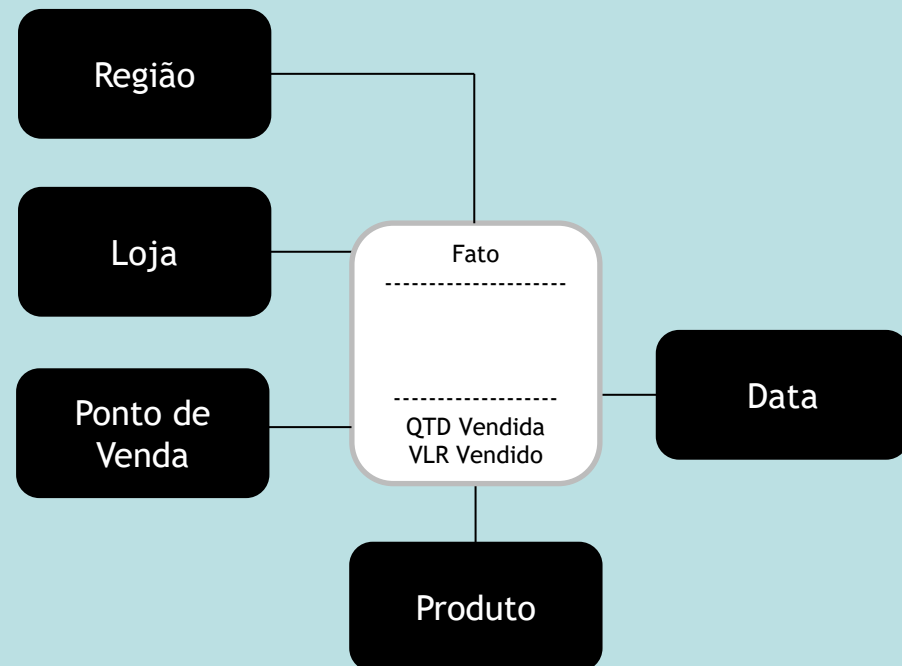 Região
Loja
Ponto de
Venda
Fato
-----------------------
---------------------
QTD Vendida
VLR Vendido
Data
Produto